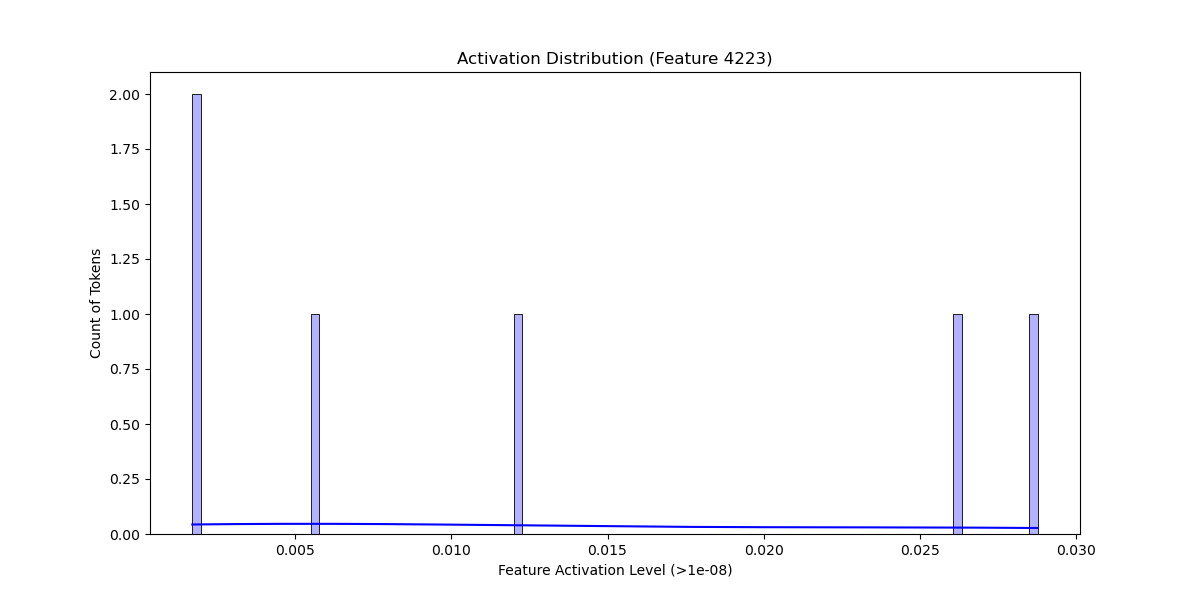 Activation Distribution (Feature 4223)
2.00
1.75
1.50
1.25
1.00
0.75
0.50
0.25
0.00
Count of Tokens
0.005 0.010 0.015 0.020 0.025 0.030
Feature Activation Level (>1e-08)